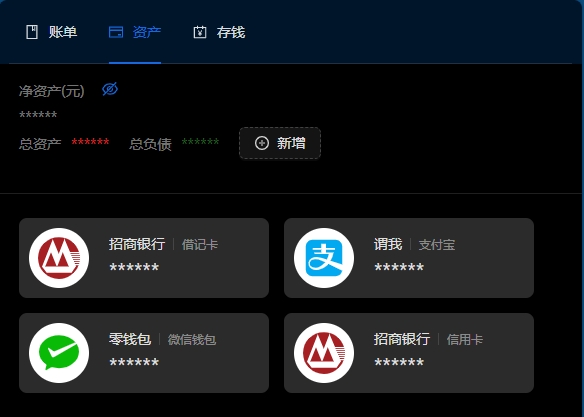 账单 资产 存钱
净资产(元)
******
总资产 ****** 总负债 ****** 新增
招商银行 借记卡
******
谓我 支付宝
******
零钱包 微信钱包
******
招商银行 信用卡
******